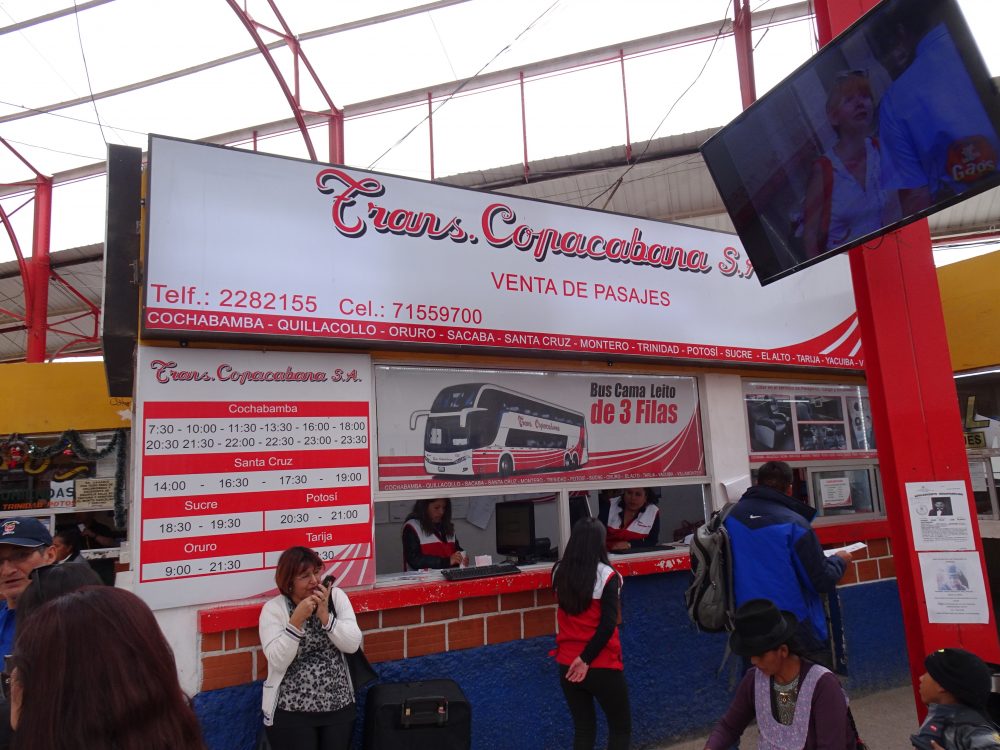 Trans. Copacabana S.A
VENTA DE PASAJES
Telf.: 2282155 Cel.: 71559700
COCHABAMBA - QUILLACOLLO - ORURO - SACABA - SANTA CRUZ - MONTERO - TRINIDAD - POTOSÍ - SUCRE - EL ALTO - TARIJA - YACUIBA -
Trans. Copacabana S.A.
Cochabamba
7:30 - 10:00 - 11:30 - 13:30 - 16:00 - 18:00
20:30 21:30 - 22:00 - 22:30 - 23:00 - 23:30
Santa Cruz
14:00 - 16:30 - 17:30 - 19:00
Sucre Potosí
18:30 - 19:30 20:30 - 21:00
Oruro Tarija
9:00 - 21:30
Bus Cama Leito
de 3 Filas
Trans Copacabana
Gaos